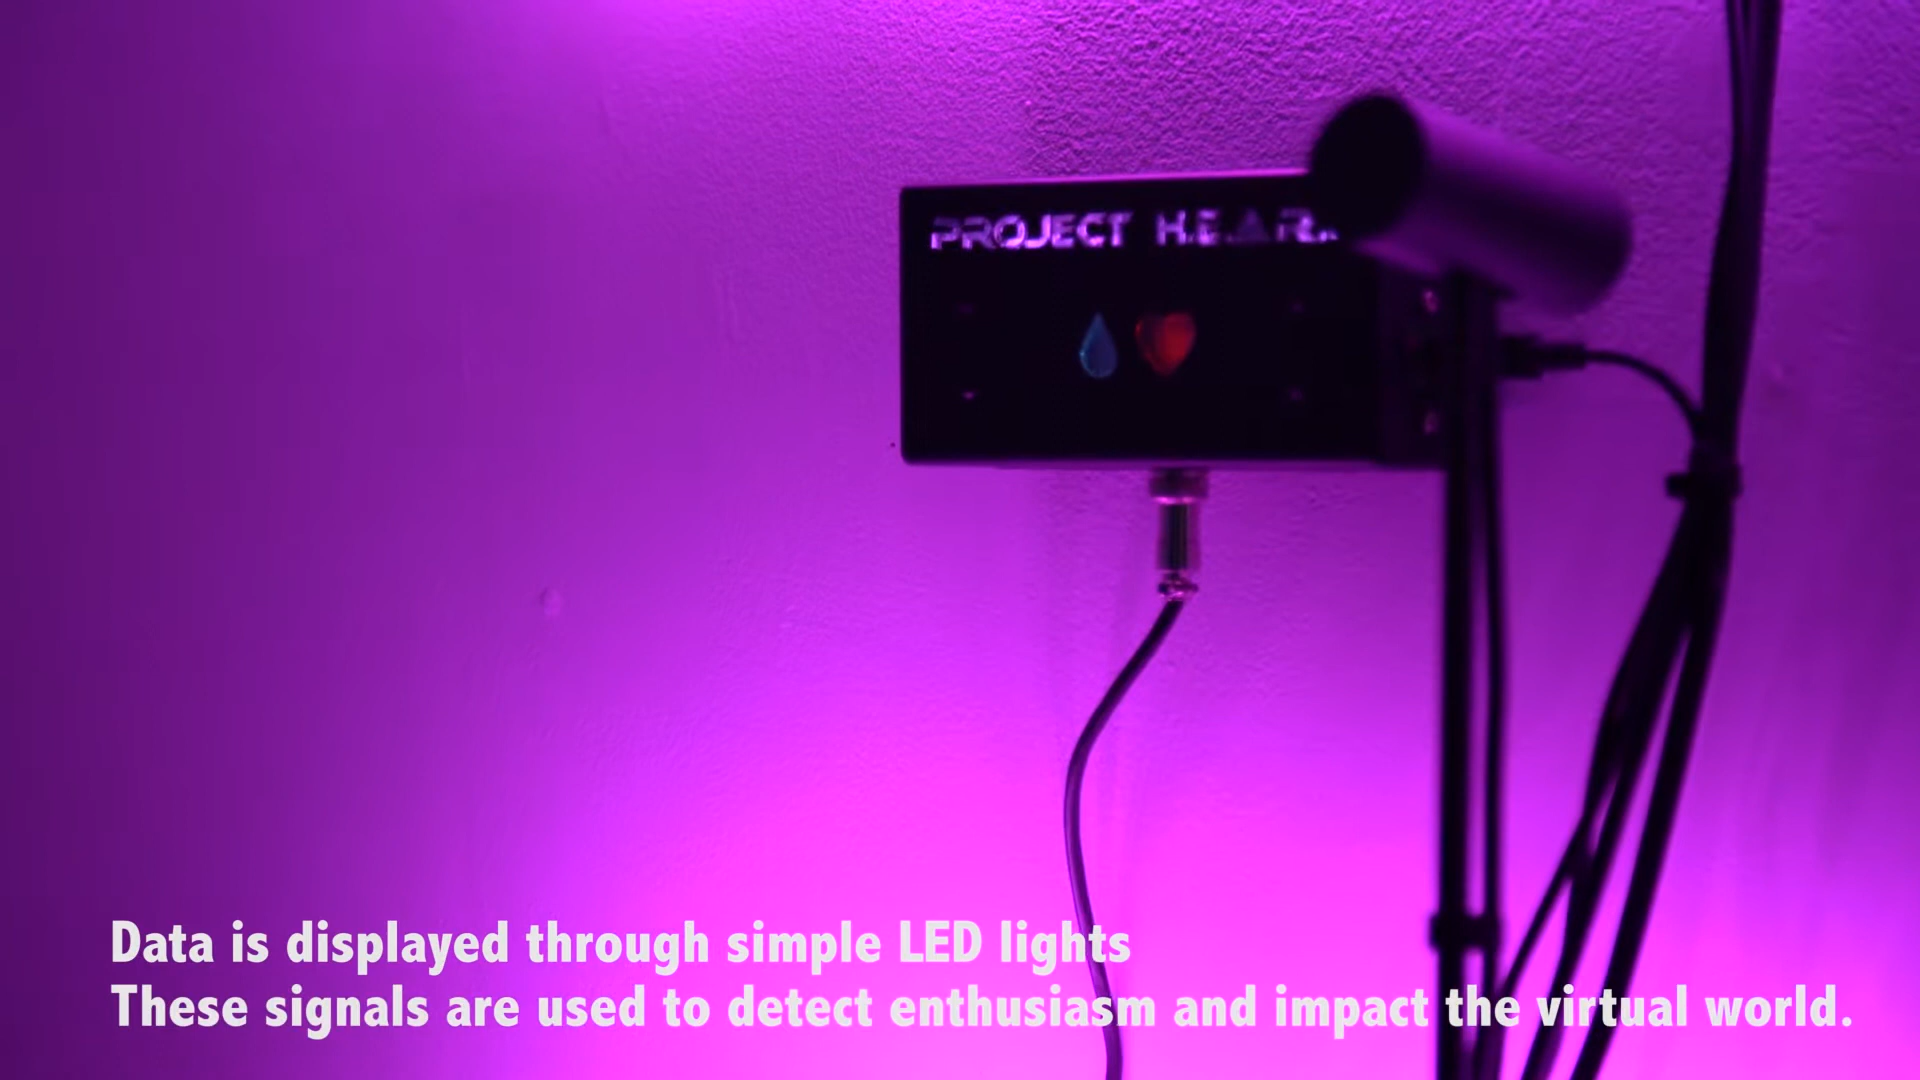 PROJECT H.E.A.R.
Data is displayed through simple LED lights
These signals are used to detect enthusiasm and impact the virtual world.